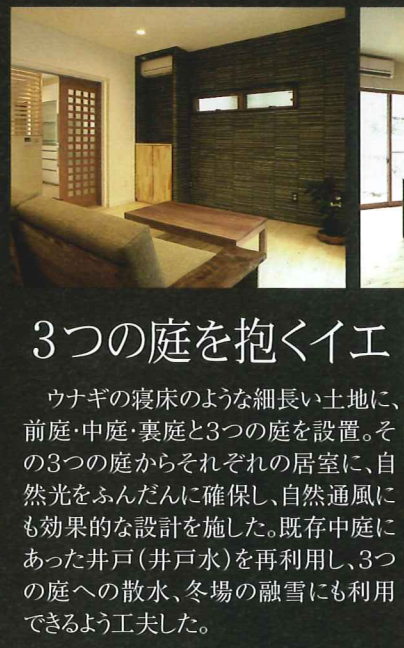 3つの庭を抱くイエ
ウナギの寝床のような細長い土地に、
前庭・中庭・裏庭と3つの庭を設置。そ
の3つの庭からそれぞれの居室に、自
然光をふんだんに確保し、自然通風に
も効果的な設計を施した。既存中庭に
あった井戸(井戸水)を再利用し、3つ
の庭への散水、冬場の融雪にも利用
できるよう工夫した。